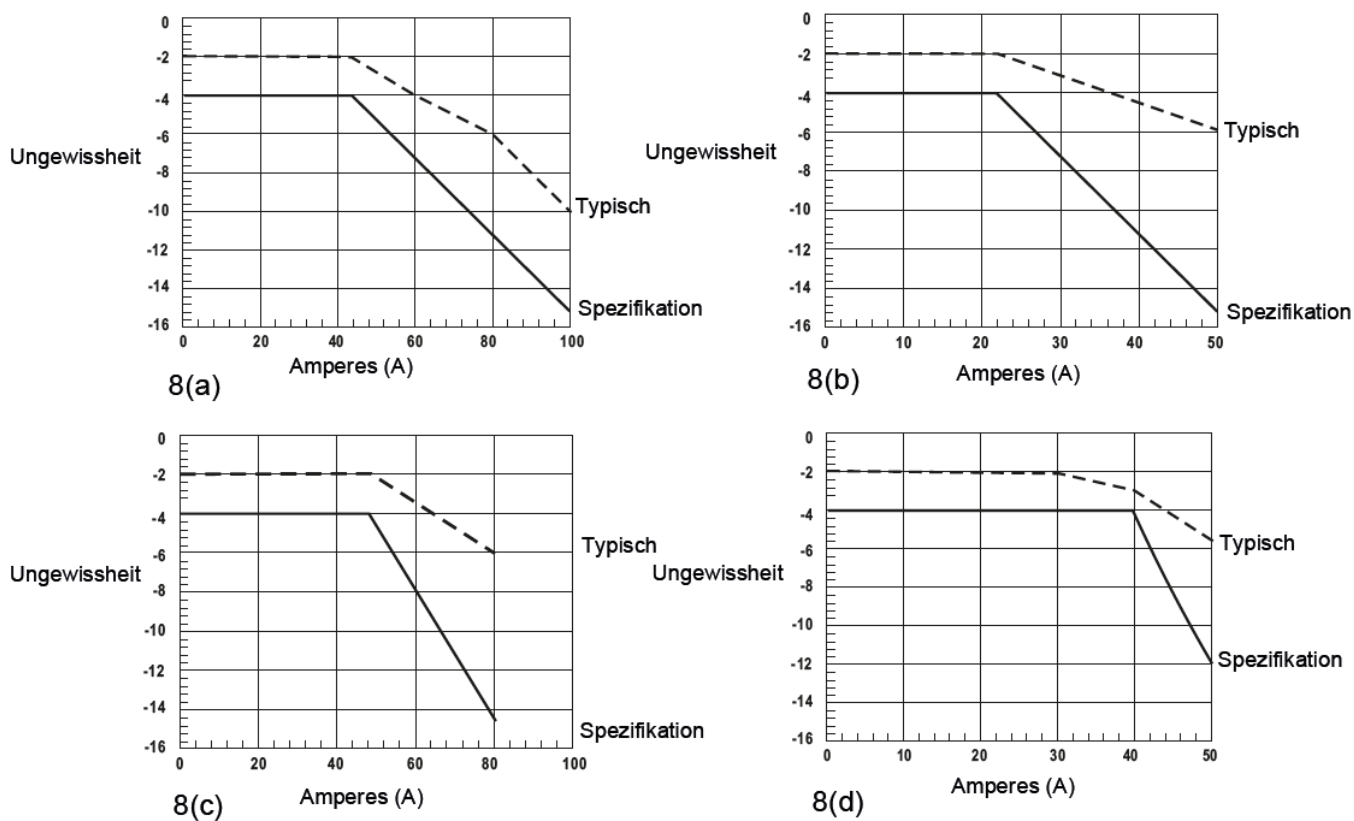 0
-2
-4
-6
-8
-10
-12
-14
-16
Ungewissheit
Typisch
Spezifikation
0 20 40 60 80 100
Amperes (A)
8(a)
0
-2
-4
-6
-8
-10
-12
-14
-16
Ungewissheit
Typisch
Spezifikation
0 10 20 30 40 50
Amperes (A)
8(b)
0
-2
-4
-6
-8
-10
-12
-14
-16
Ungewissheit
Typisch
Spezifikation
0 20 40 60 80 100
Amperes (A)
8(c)
0
-2
-4
-6
-8
-10
-12
-14
-16
Ungewissheit
Typisch
Spezifikation
0 10 20 30 40 50
Amperes (A)
8(d)